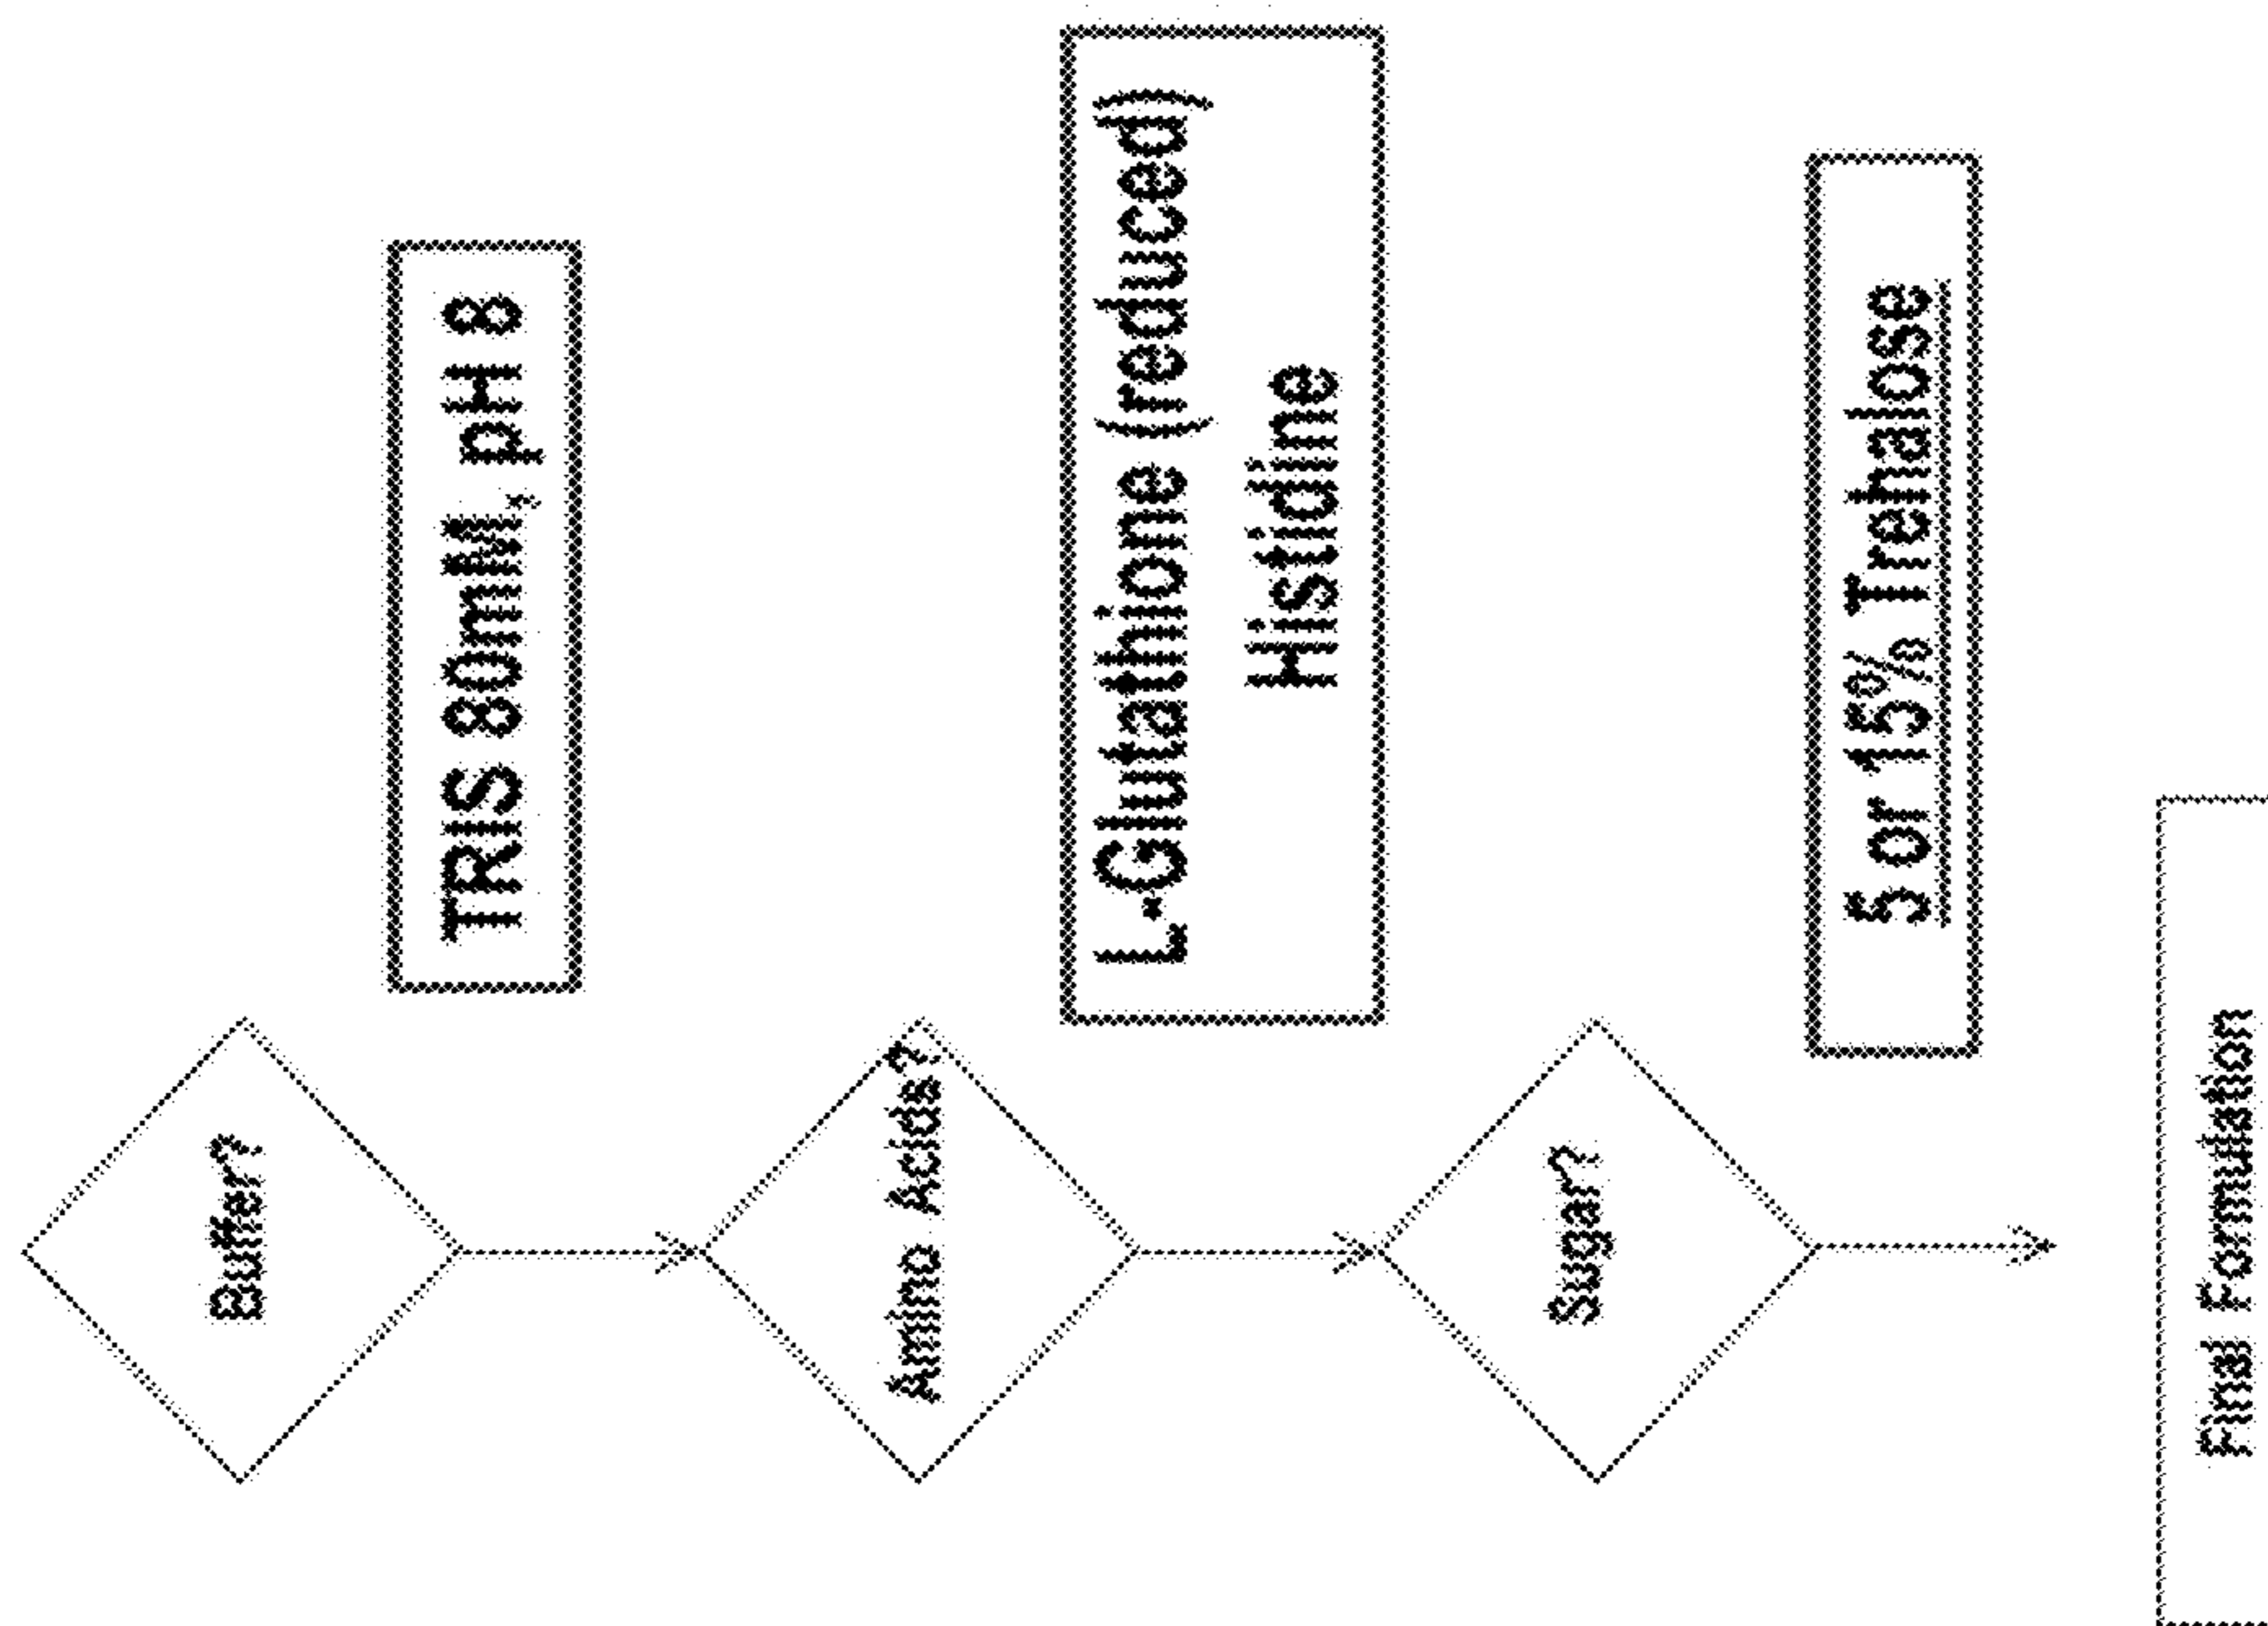 Buffer?
TRIS 80mM, pH 8
Amino Acids?
L-Glutathione (reduced)
Histidine
Sugar?
5 or 15% Trehalose
Final Formulation